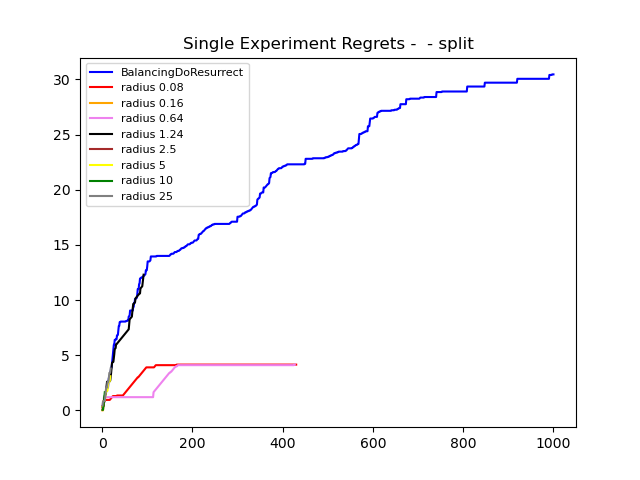 Single Experiment Regrets -  - split
BalancingDoResurrect
radius 0.08
radius 0.16
radius 0.64
radius 1.24
radius 2.5
radius 5
radius 10
radius 25
30
25
20
15
10
5
0
0 200 400 600 800 1000